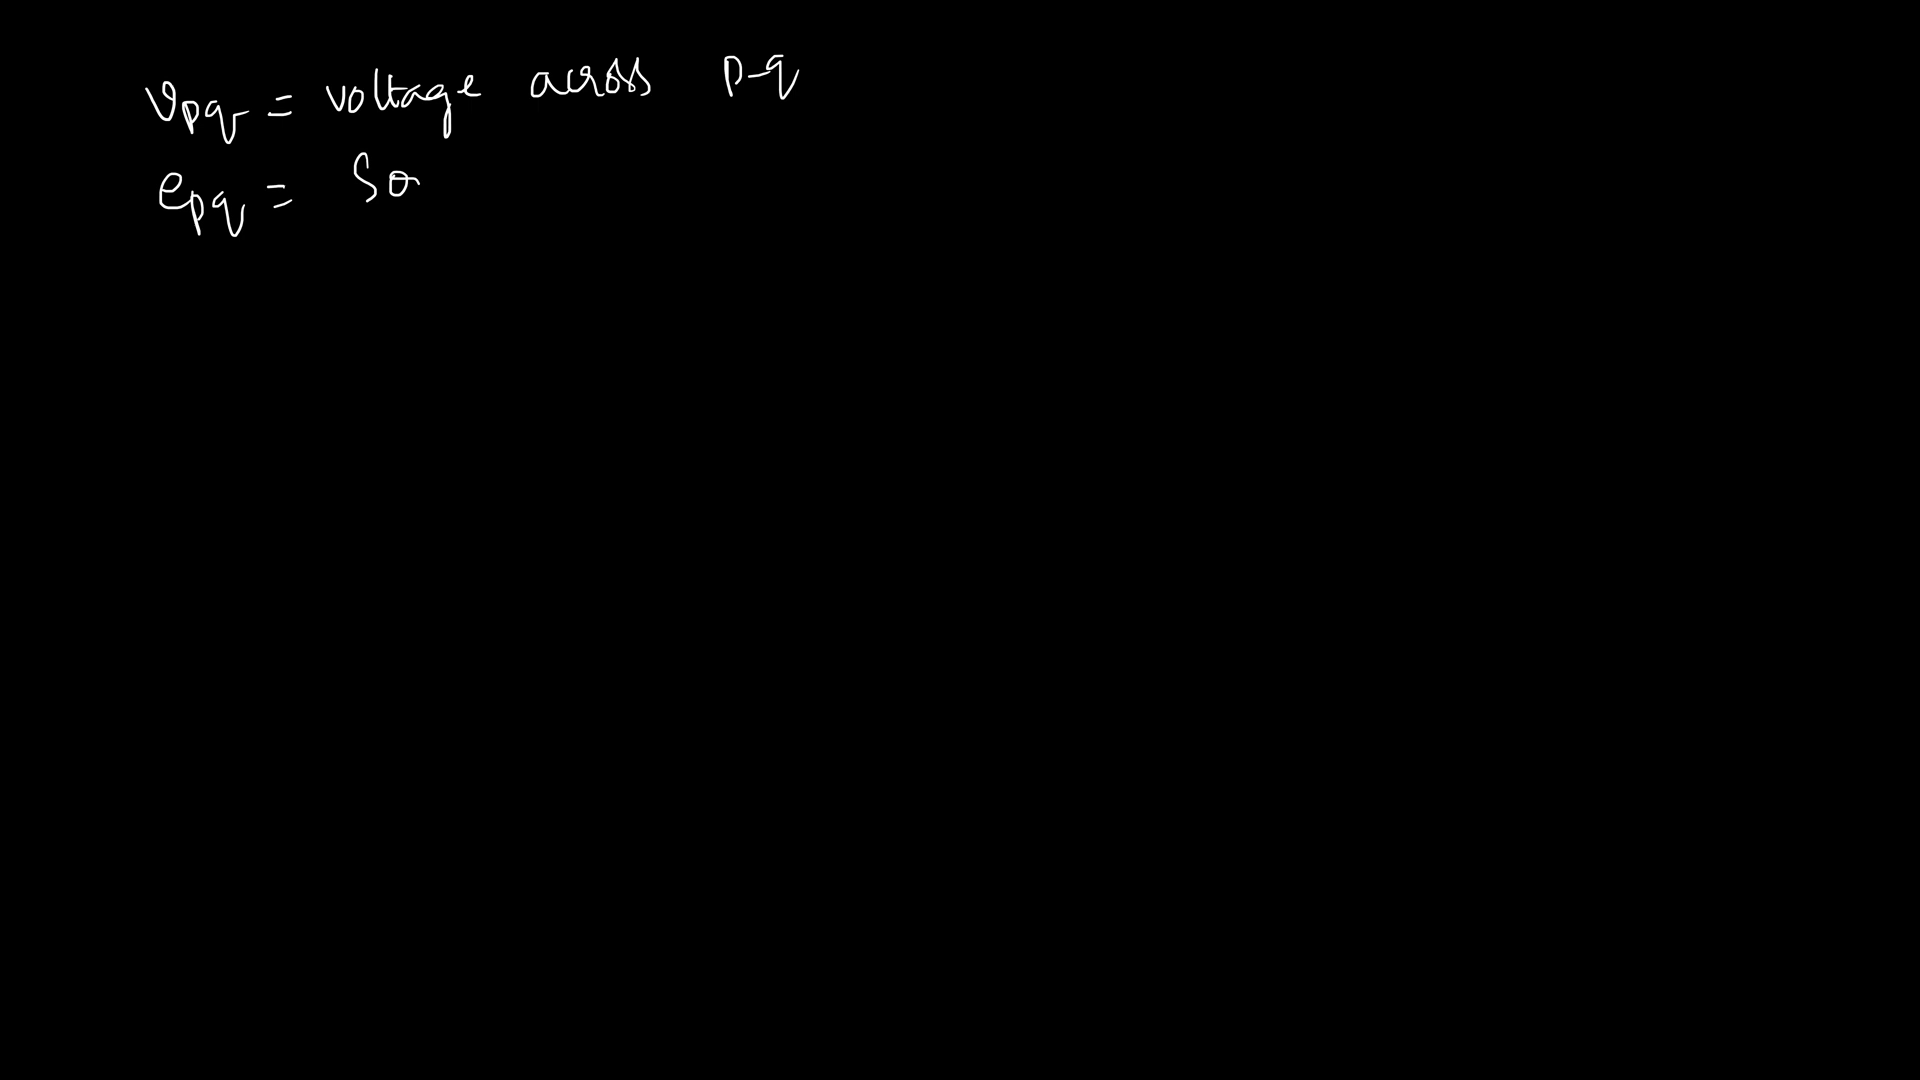 vpq = voltage across p-q
epq = so